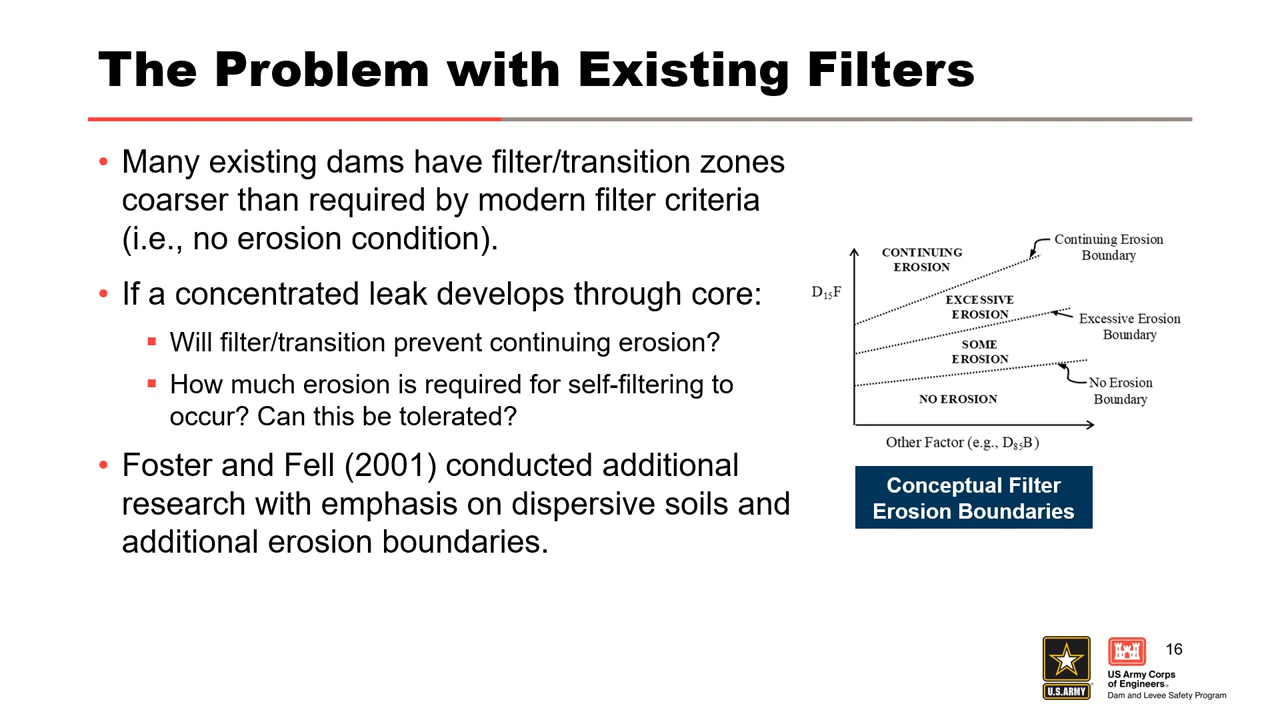 The Problem with Existing Filters
• Many existing dams have filter/transition zones
coarser than required by modern filter criteria
(i.e., no erosion condition).
• If a concentrated leak develops through core:
▪ Will filter/transition prevent continuing erosion?
▪ How much erosion is required for self-filtering to
occur? Can this be tolerated?
• Foster and Fell (2001) conducted additional
research with emphasis on dispersive soils and
additional erosion boundaries.
D15F
CONTINUING
EROSION
Continuing Erosion
Boundary
EXCESSIVE
EROSION
Excessive Erosion
Boundary
SOME
EROSION
No Erosion
Boundary
NO EROSION
Other Factor (e.g., D85B)
Conceptual Filter
Erosion Boundaries
U.S.ARMY
US Army Corps
of Engineers®
Dam and Levee Safety Program
16